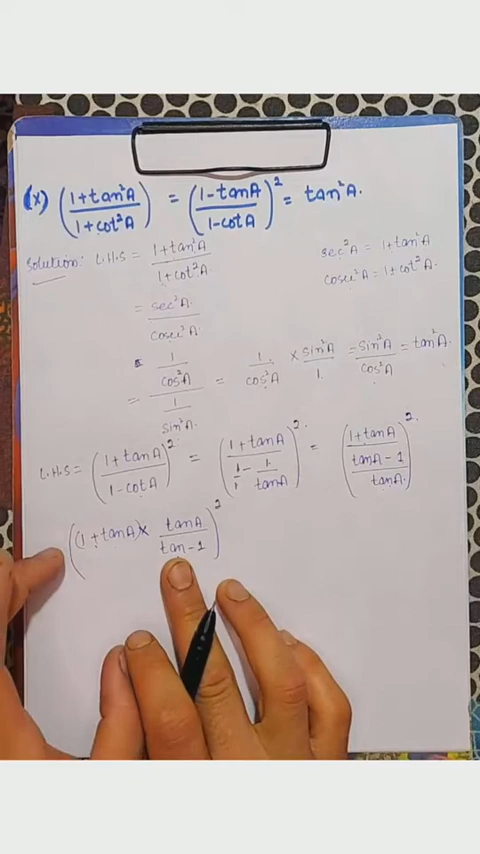 (x) ((1+tan²A)/(1+cot²A)) = ((1-tanA)/(1-cotA))² = tan²A.
Solution: L.H.S = (1+tan²A)/(1+cot²A)
sec²A = 1+tan²A
cosec²A = 1+cot²A.
= sec²A/cosec²A
= (1/cos²A)/(1/sin²A) = 1/cos²A × sin²A/1 = sin²A/cos²A = tan²A.
L.H.S = ((1+tanA)/(1-cotA))² = ((1+tanA)/(1/1 - 1/tanA))² = ((1+tanA)/((tanA-1)/tanA))²
((1+tanA) × tanA/(tan-1))²